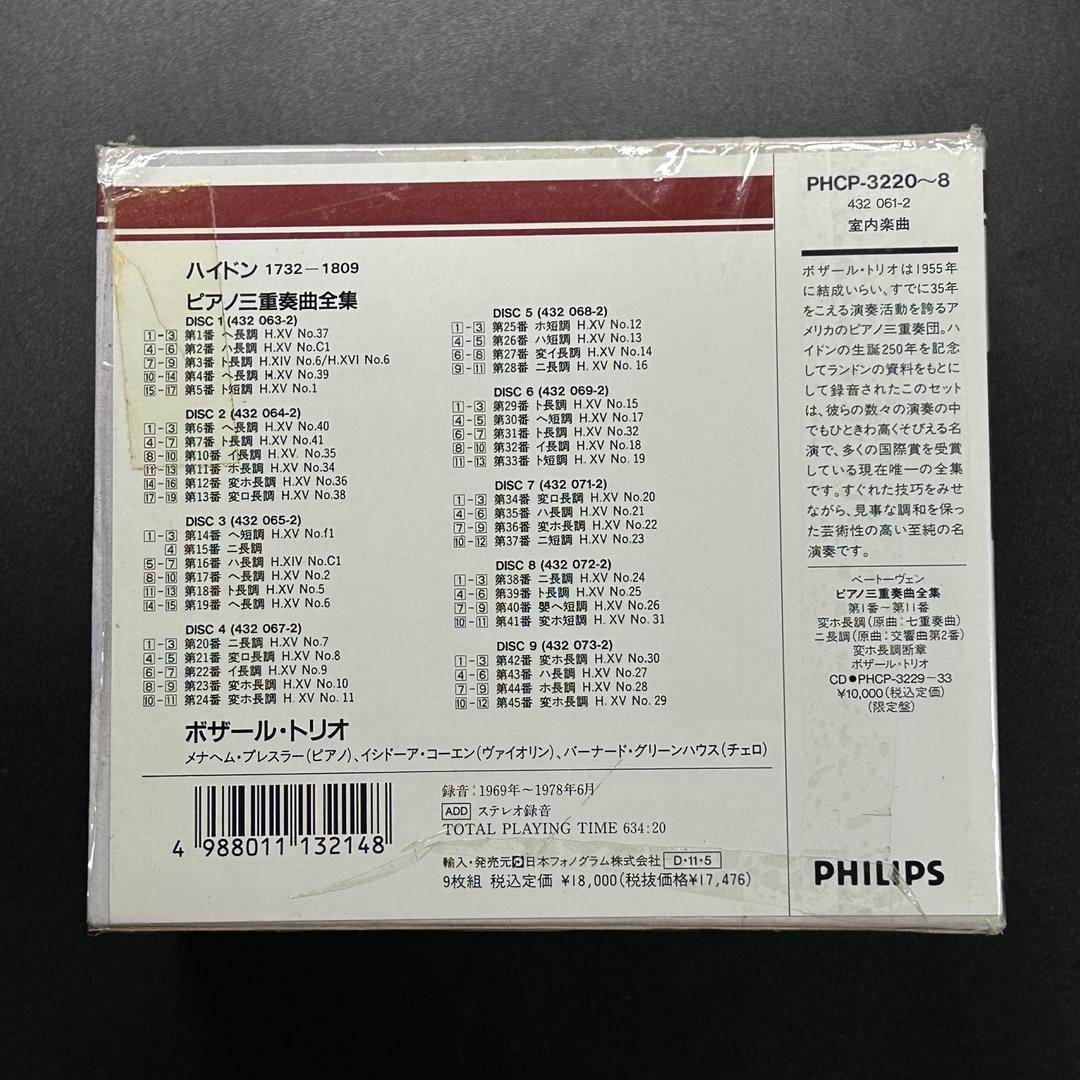 ハイドン 1732－1809
ピアノ三重奏曲全集
DISC 1 (432 063-2)
1-3 第1番 ヘ長調 H.XV No.37
4-6 第2番 ハ長調 H.XV No.C1
7-9 第3番 ト長調 H.XIV No.6/H.XVI No.6
10-14 第4番 ヘ長調 H.XV No.39
15-17 第5番 ト短調 H.XV No.1
DISC 2 (432 064-2)
1-3 第6番 ヘ長調 H.XV No.40
4-7 第7番 ト長調 H.XV No.41
8-10 第10番 イ長調 H.XV. No.35
11-13 第11番 ホ長調 H.XV No.34
14-16 第12番 変ホ長調 H.XV No.36
17-19 第13番 変ロ長調 H.XV No.38
DISC 3 (432 065-2)
1-3 第14番 ヘ短調 H.XV No.f1
4 第15番 ニ長調
5-7 第16番 ハ長調 H.XIV No.C1
8-10 第17番 ヘ長調 H.XV No.2
11-13 第18番 ト長調 H.XV No.5
14-15 第19番 ヘ長調 H.XV No.6
DISC 4 (432 067-2)
1-3 第20番 ニ長調 H.XV No.7
4-5 第21番 変ロ長調 H.XV No.8
6-7 第22番 イ長調 H.XV No.9
8-9 第23番 変ホ長調 H.XV No.10
10-11 第24番 変ホ長調 H. XV No. 11
DISC 5 (432 068-2)
1-3 第25番 ホ短調 H.XV No.12
4-5 第26番 ハ短調 H.XV No.13
6-8 第27番 変イ長調 H.XV No.14
9-11 第28番 ニ長調 H.XV No. 16
DISC 6 (432 069-2)
1-3 第29番 ト長調 H.XV No.15
4-5 第30番 ヘ短調 H.XV No.17
6-7 第31番 ト長調 H.XV No.32
8-10 第32番 イ長調 H.XV No.18
11-13 第33番 ト短調 H.XV No. 19
DISC 7 (432 071-2)
1-3 第34番 変ロ長調 H.XV No.20
4-6 第35番 ハ長調 H.XV No.21
7-9 第36番 変ホ長調 H.XV No.22
10-12 第37番 ニ短調 H.XV No.23
DISC 8 (432 072-2)
1-3 第38番 ニ長調 H.XV No.24
4-6 第39番 ト長調 H.XV No.25
7-9 第40番 嬰ヘ短調 H.XV No.26
10-11 第41番 変ホ短調 H.XV No. 31
DISC 9 (432 073-2)
1-3 第42番 変ホ長調 H.XV No.30
4-6 第43番 ハ長調 H.XV No.27
7-9 第44番 ホ長調 H.XV No.28
10-12 第45番 変ホ長調 H. XV No. 29
ボザール・トリオ
メナヘム・プレスラー(ピアノ)、イシドーア・コーエン(ヴァイオリン)、バーナード・グリーンハウス(チェロ)
録音：1969年～1978年6月
ADD ステレオ録音
TOTAL PLAYING TIME 634:20
4 988011 132148
輸入・発売元 日本フォノグラム株式会社 D・11・5
9枚組 税込定価 ¥18,000(税抜価格¥17,476)
PHCP-3220～8
432 061-2
室内楽曲
ボザール・トリオは1955年
に結成いらい、すでに35年
をこえる演奏活動を誇るア
メリカのピアノ三重奏団。ハ
イドンの生誕250年を記念
してランドンの資料をもとに
して録音されたこのセット
は、彼らの数々の演奏の中
でもひときわ高くそびえる名
演で、多くの国際賞を受賞
している現在唯一の全集
です。すぐれた技巧をみせ
ながら、見事な調和を保っ
た芸術性の高い至純の名
演奏です。
ベートーヴェン
ピアノ三重奏曲全集
第1番～第11番
変ホ長調(原曲：七重奏曲)
ニ長調(原曲：交響曲第2番)
変ホ長調断章
ボザール・トリオ
CD●PHCP-3229～33
¥10,000(税込定価)
(限定盤)
PHILIPS